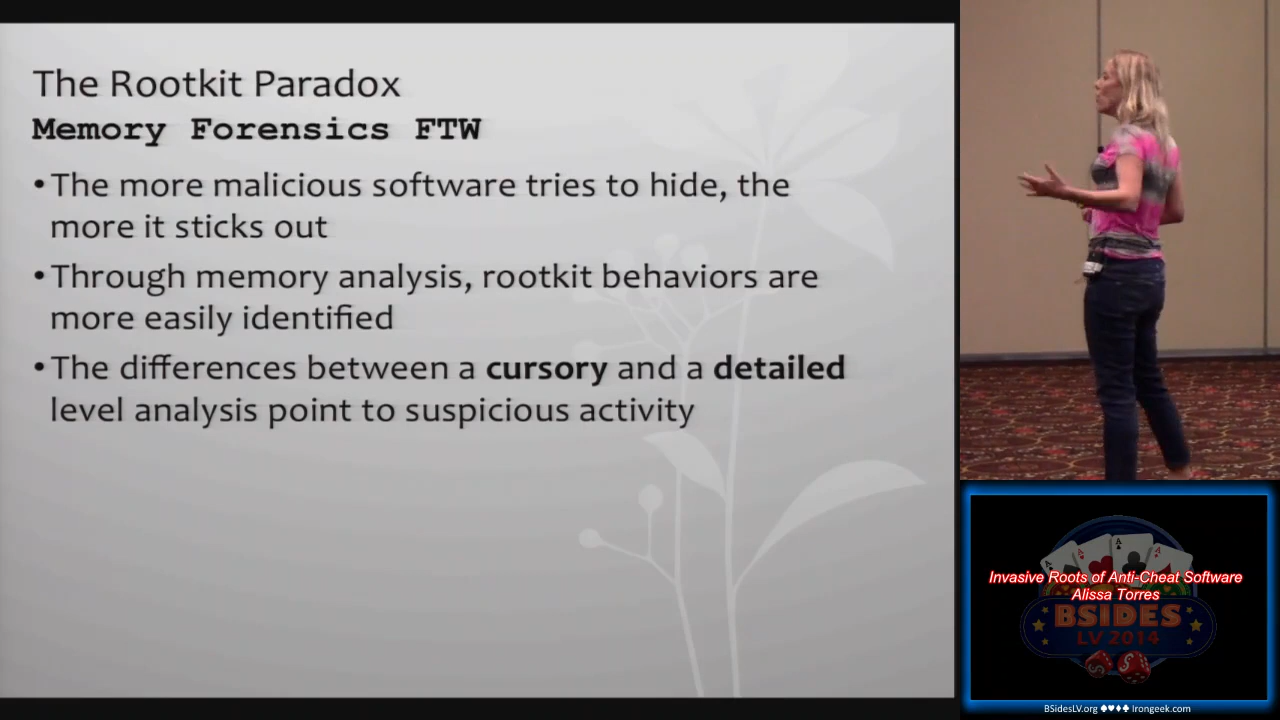 The Rootkit Paradox
Memory Forensics FTW
• The more malicious software tries to hide, the
more it sticks out
• Through memory analysis, rootkit behaviors are
more easily identified
• The differences between a cursory and a detailed
level analysis point to suspicious activity
Invasive Roots of Anti-Cheat Software
Alissa Torres
BSIDES
LV 2014
BSidesLV.org ♠♥♦♣ Irongeek.com